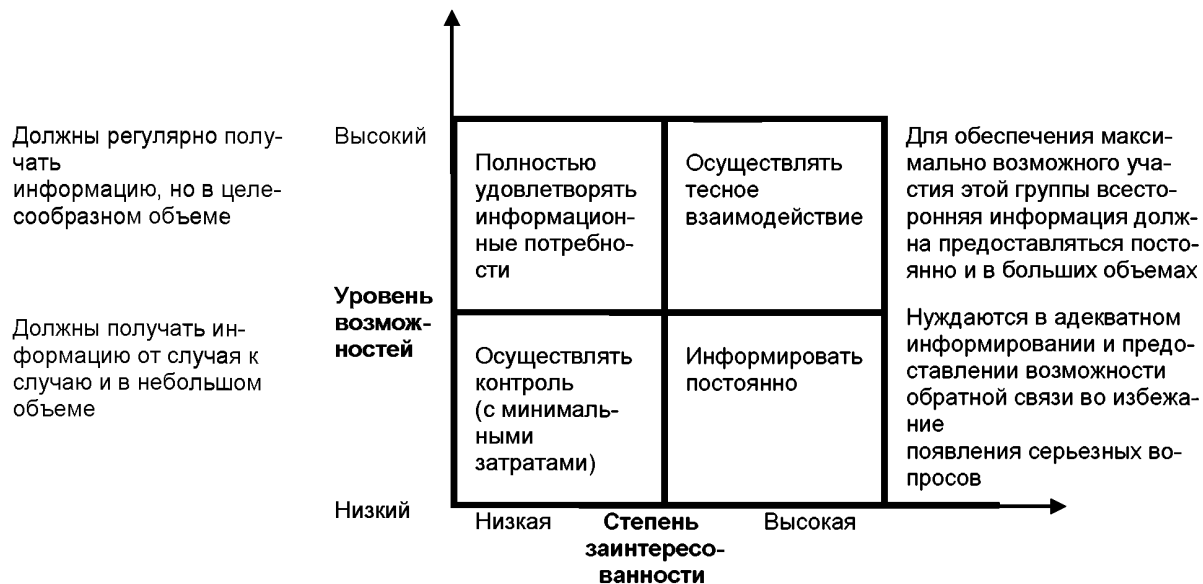 Должны регулярно полу-
чать
информацию, но в целе-
сообразном объеме
Высокий
Полностью
удовлетворять
информацион-
ные потребно-
сти
Осуществлять
тесное
взаимодействие
Для обеспечения макси-
мально возможного уча-
стия этой группы всесто-
ронняя информация долж-
на предоставляться посто-
янно и в больших объемах
Уровень
возмож-
ностей
Должны получать ин-
формацию от случая к
случаю и в небольшом
объеме
Осуществлять
контроль
(с минималь-
ными
затратами)
Информировать
постоянно
Нуждаются в адекватном
информировании и предо-
ставлении возможности
обратной связи во избежа-
ние
появления серьезных во-
просов
Низкий
Низкая
Степень
заинтересо-
ванности
Высокая